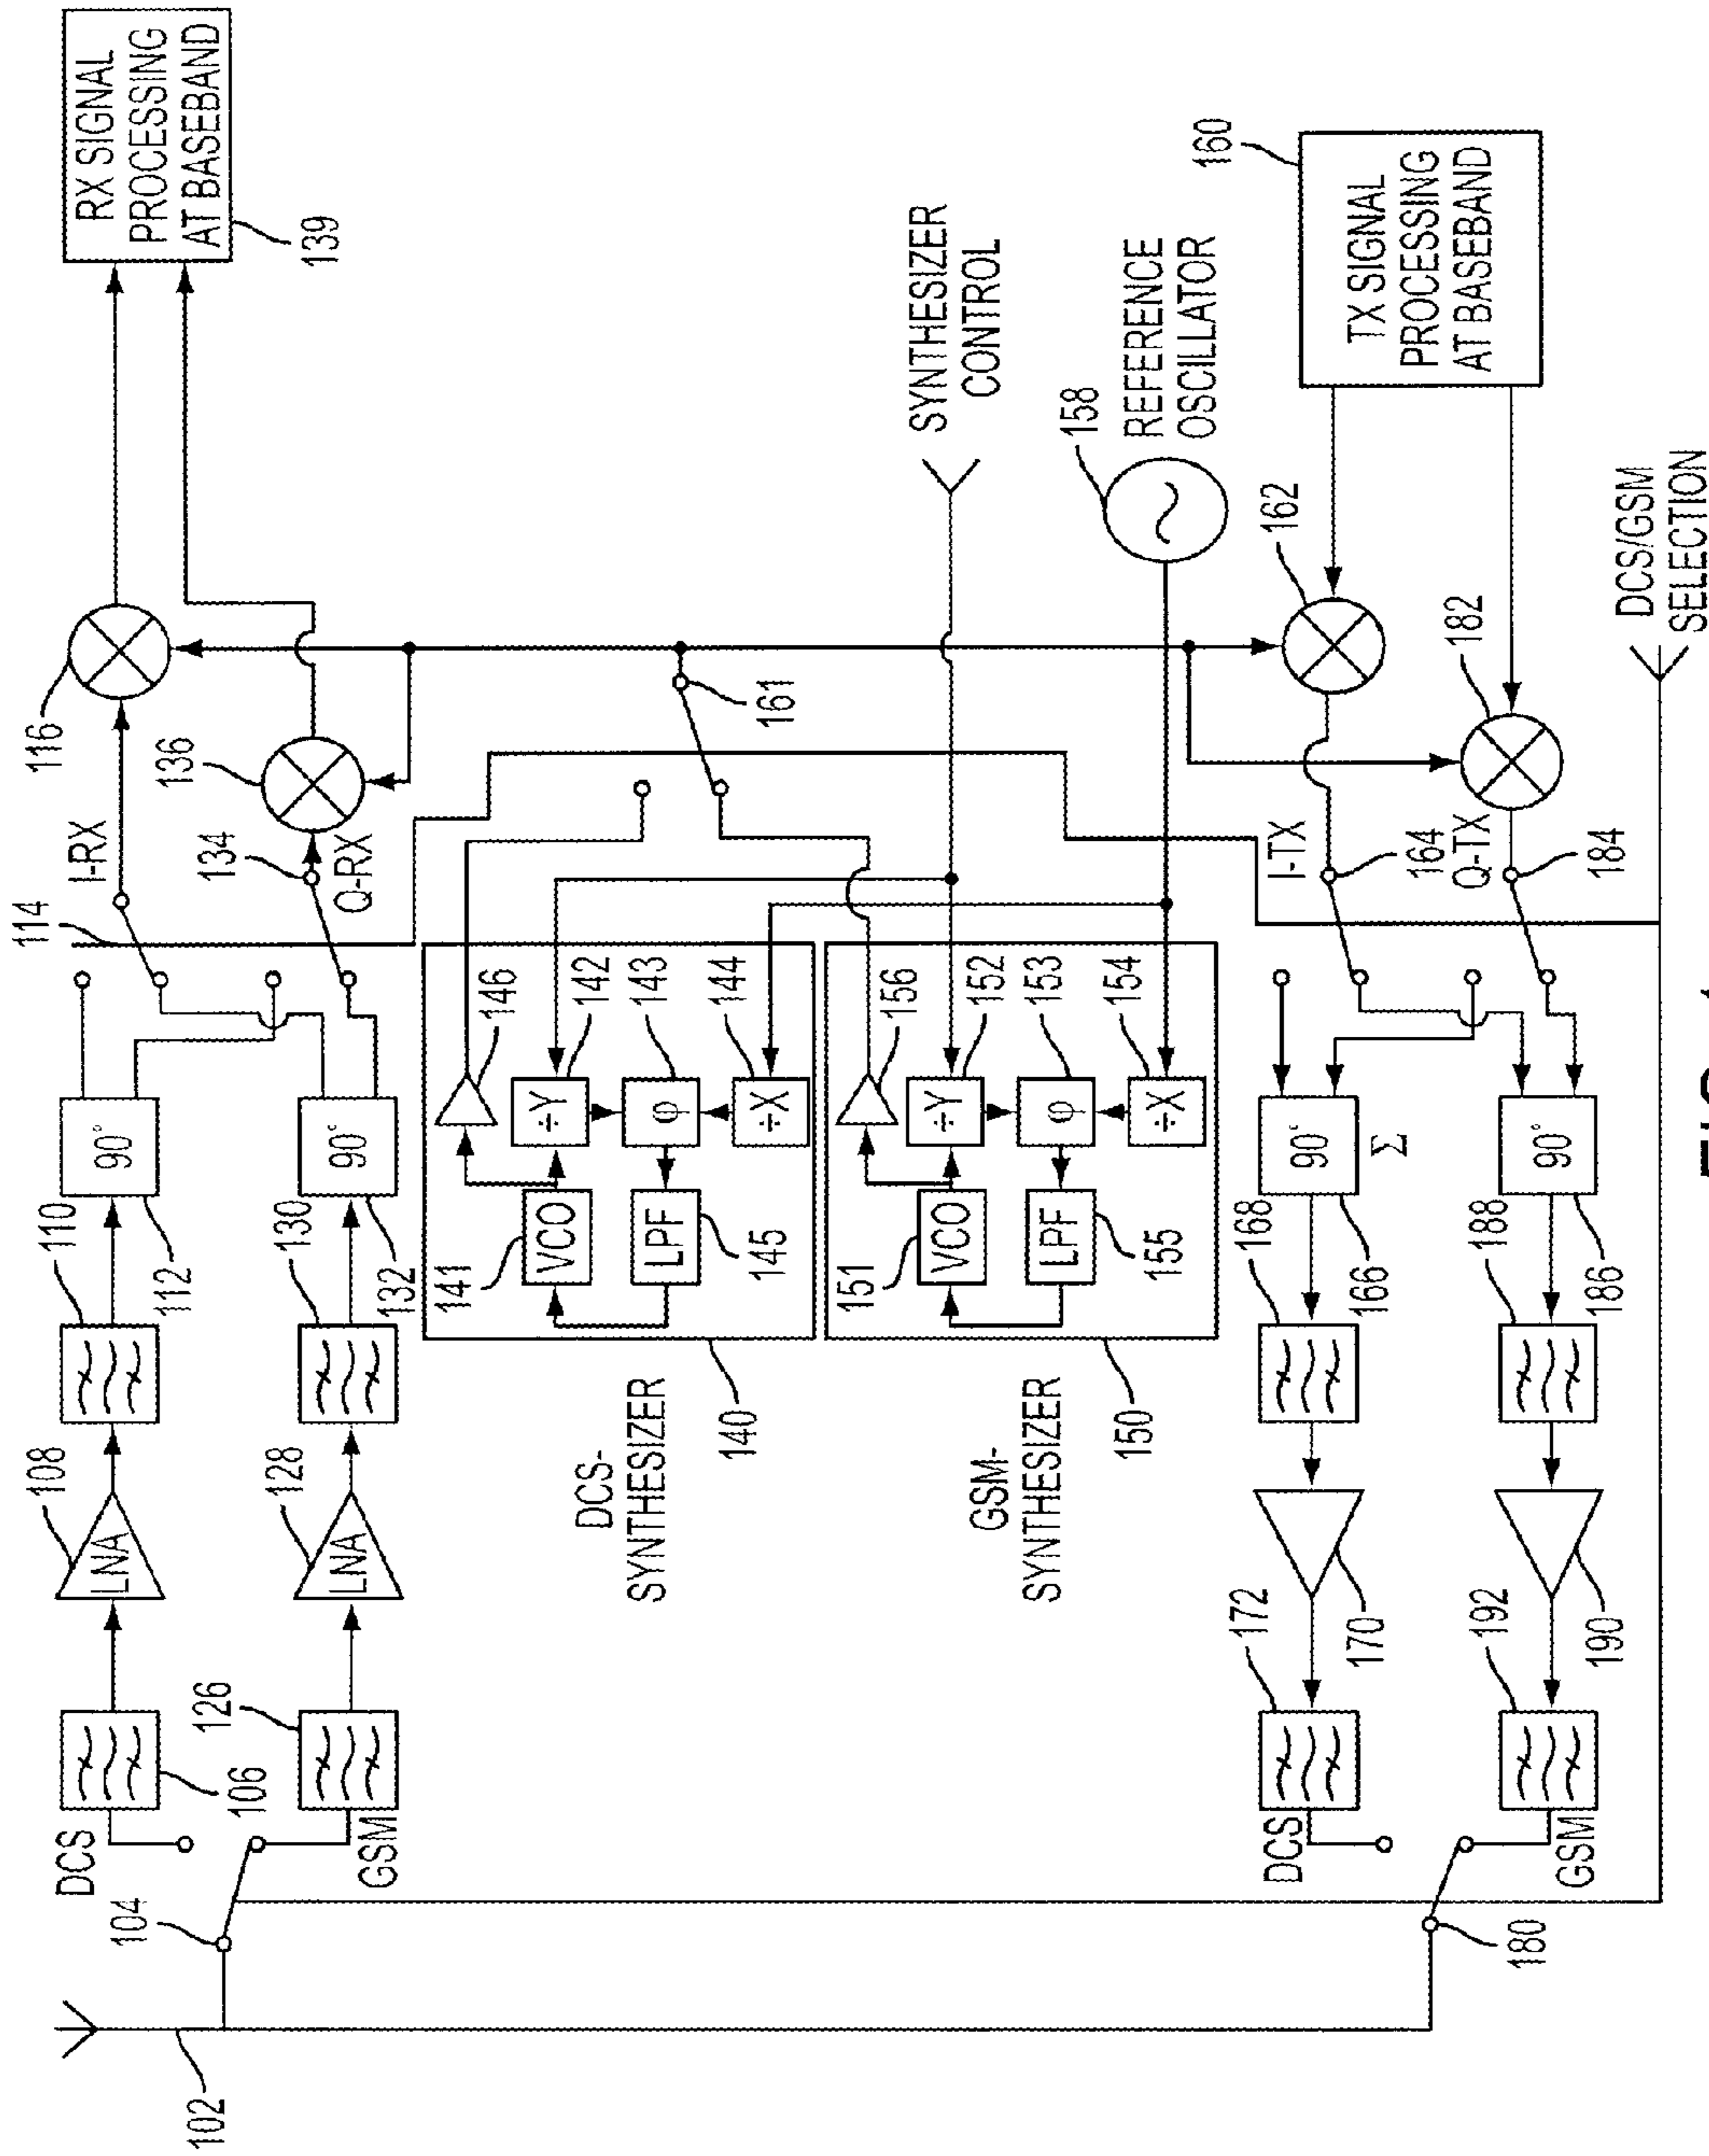 RX SIGNAL
PROCESSING
AT BASEBAND
139
116
I-RX
114
136
134
Q-RX
110
90°
112
108
LNA
DCS
106
130
90°
132
128
LNA
126
GSM
104
102
161
SYNTHESIZER
CONTROL
158
REFERENCE
OSCILLATOR
146
÷Y
142
φ
143
÷X
144
141
VCO
LPF
145
DCS-
SYNTHESIZER
140
156
÷Y
152
φ
153
÷X
154
151
VCO
LPF
155
GSM-
SYNTHESIZER
150
160
TX SIGNAL
PROCESSING
AT BASEBAND
162
182
I-TX
164
Q-TX
184
DCS/GSM
SELECTION
90°
Σ
166
168
170
172
DCS
90°
186
188
190
192
GSM
180